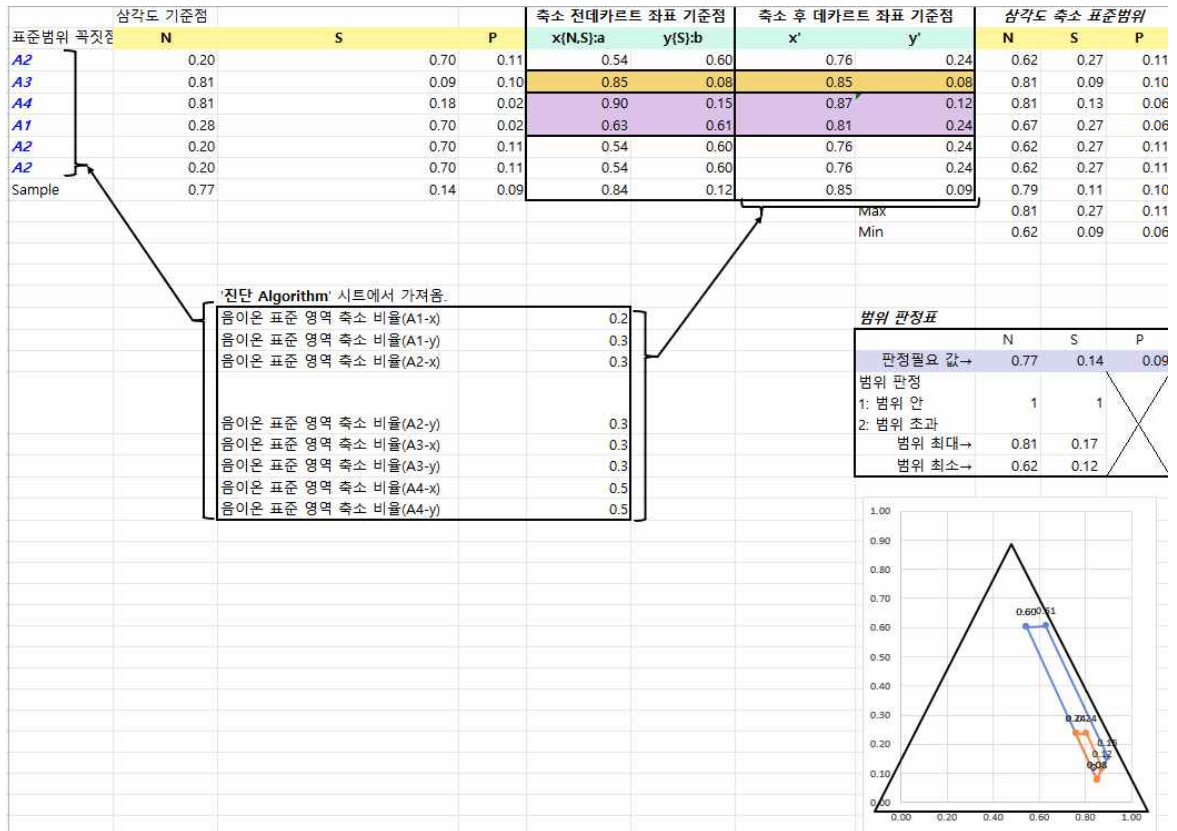 삼각도 기준점 축소 전데카르트 좌표 기준점 축소 후 데카르트 좌표 기준점 삼각도 축소 표준범위
표준범위 꼭짓점 N S P x{N,S}:a y{S}:b x' y' N S P
A2 0.20 0.70 0.11 0.54 0.60 0.76 0.24 0.62 0.27 0.11
A3 0.81 0.09 0.10 0.85 0.08 0.85 0.08 0.81 0.09 0.10
A4 0.81 0.18 0.02 0.90 0.15 0.87 0.12 0.81 0.13 0.06
A1 0.28 0.70 0.02 0.63 0.61 0.81 0.24 0.67 0.27 0.06
A2 0.20 0.70 0.11 0.54 0.60 0.76 0.24 0.62 0.27 0.11
A2 0.20 0.70 0.11 0.54 0.60 0.76 0.24 0.62 0.27 0.11
Sample 0.77 0.14 0.09 0.84 0.12 0.85 0.09 0.79 0.11 0.10
Max 0.81 0.27 0.11
Min 0.62 0.09 0.06
'진단 Algorithm' 시트에서 가져옴.
음이온 표준 영역 축소 비율(A1-x) 0.2
음이온 표준 영역 축소 비율(A1-y) 0.3
음이온 표준 영역 축소 비율(A2-x) 0.3
음이온 표준 영역 축소 비율(A2-y) 0.3
음이온 표준 영역 축소 비율(A3-x) 0.3
음이온 표준 영역 축소 비율(A3-y) 0.3
음이온 표준 영역 축소 비율(A4-x) 0.5
음이온 표준 영역 축소 비율(A4-y) 0.5
범위 판정표
N S P
판정필요 값→ 0.77 0.14 0.09
범위 판정
1: 범위 안 1 1
2: 범위 초과
범위 최대→ 0.81 0.17
범위 최소→ 0.62 0.12
1.00
0.90
0.80
0.70
0.60 0.60 0.61
0.50
0.40
0.30
0.24 0.24
0.20 0.15
0.12
0.10 0.08
0.00
0.00 0.20 0.40 0.60 0.80 1.00